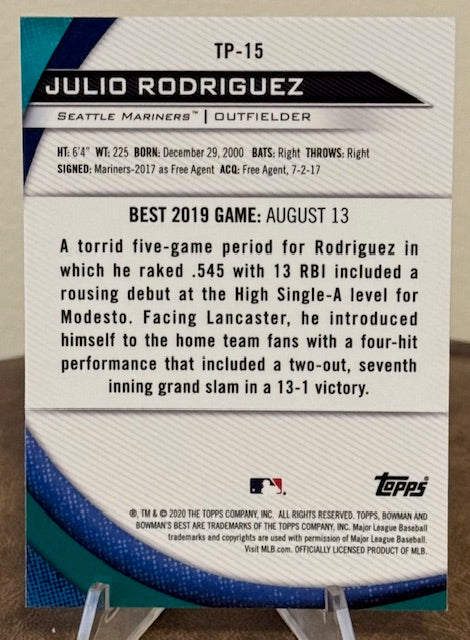 TP-15
JULIO RODRIGUEZ
SEATTLE MARINERS™ | OUTFIELDER
HT: 6'4" WT: 225 BORN: December 29, 2000 BATS: Right THROWS: Right
SIGNED: Mariners-2017 as Free Agent ACQ: Free Agent, 7-2-17
BEST 2019 GAME: AUGUST 13
A torrid five-game period for Rodriguez in
which he raked .545 with 13 RBI included a
rousing debut at the High Single-A level for
Modesto. Facing Lancaster, he introduced
himself to the home team fans with a four-hit
performance that included a two-out, seventh
inning grand slam in a 13-1 victory.
Topps
®, TM & © 2020 THE TOPPS COMPANY, INC. ALL RIGHTS RESERVED. TOPPS, BOWMAN AND
BOWMAN'S BEST ARE TRADEMARKS OF THE TOPPS COMPANY, INC. Major League Baseball
trademarks and copyrights are used with permission of Major League Baseball.
Visit MLB.com. OFFICIALLY LICENSED PRODUCT OF MLB.